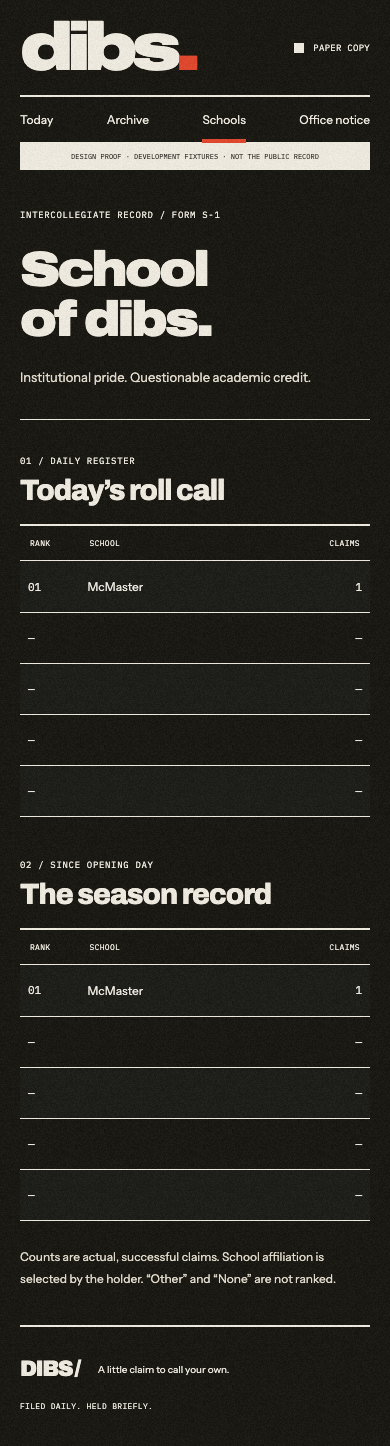 dibs.
PAPER COPY
Today Archive Schools Office notice
DESIGN PROOF · DEVELOPMENT FIXTURES · NOT THE PUBLIC RECORD
INTERCOLLEGIATE RECORD / FORM S-1
School
of dibs.
Institutional pride. Questionable academic credit.
01 / DAILY REGISTER
Today’s roll call
RANK SCHOOL CLAIMS
01 McMaster 1
— —
— —
— —
— —
02 / SINCE OPENING DAY
The season record
RANK SCHOOL CLAIMS
01 McMaster 1
— —
— —
— —
— —
Counts are actual, successful claims. School affiliation is
selected by the holder. “Other” and “None” are not ranked.
DIBS/ A little claim to call your own.
FILED DAILY. HELD BRIEFLY.